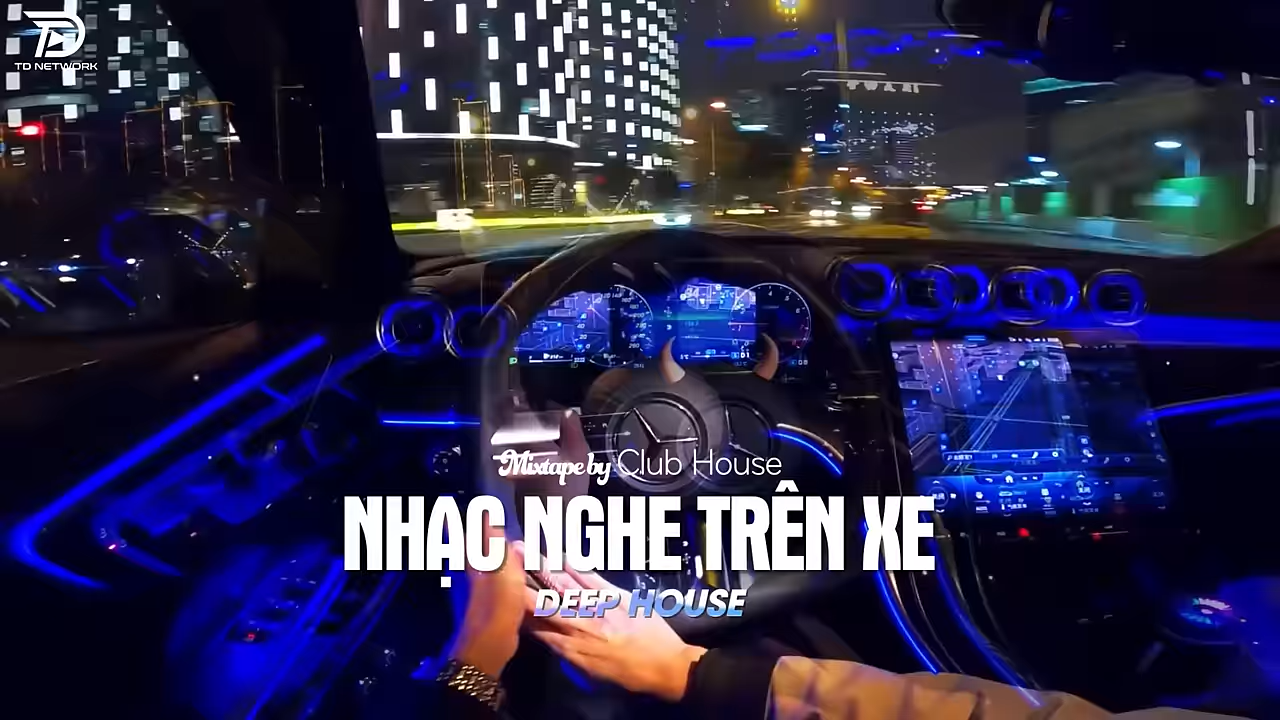 TD NETWORK
Mixtape by Club House
NHẠC NGHE TRÊN XE
DEEP HOUSE